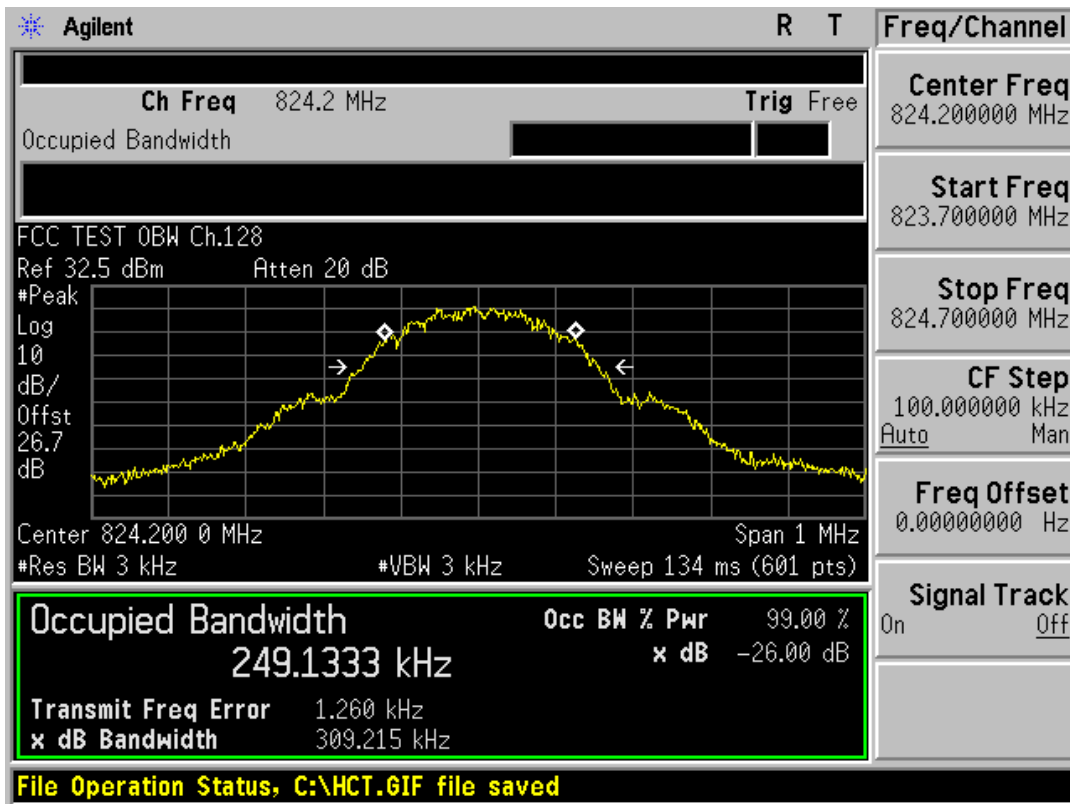 Agilent R T
Ch Freq 824.2 MHz Trig Free
Occupied Bandwidth
FCC TEST OBW Ch.128
Ref 32.5 dBm Atten 20 dB
#Peak
Log
10
dB/
Offst
26.7
dB
Center 824.200 0 MHz Span 1 MHz
#Res BW 3 kHz #VBW 3 kHz Sweep 134 ms (601 pts)
Occupied Bandwidth Occ BW % Pwr 99.00 %
249.1333 kHz x dB -26.00 dB
Transmit Freq Error 1.260 kHz
x dB Bandwidth 309.215 kHz
File Operation Status, C:\HCT.GIF file saved
Freq/Channel
Center Freq
824.200000 MHz
Start Freq
823.700000 MHz
Stop Freq
824.700000 MHz
CF Step
100.000000 kHz
Auto Man
Freq Offset
0.00000000 Hz
Signal Track
On Off